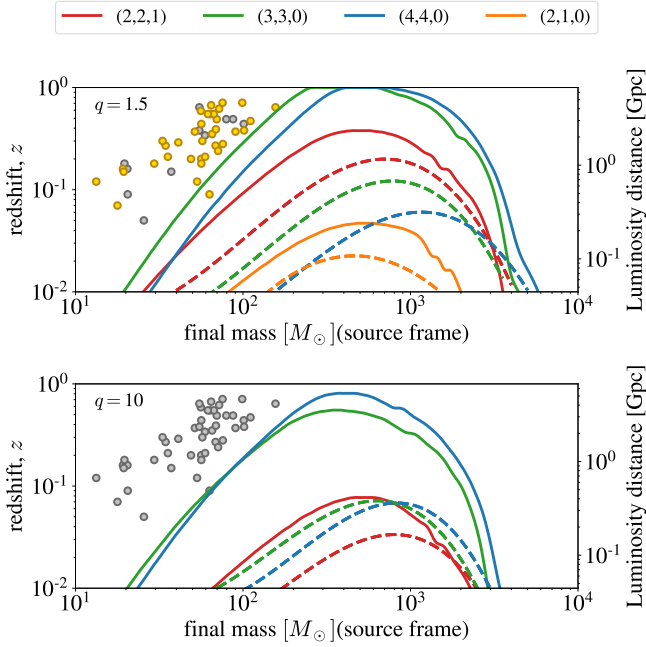 (2,2,1) (3,3,0) (4,4,0) (2,1,0)
q = 1.5
redshift, z
Luminosity distance [Gpc]
10^0
10^-1
10^-2
10^1
10^0
10^-1
10^1 10^2 10^3 10^4
final mass [M_⊙](source frame)
q = 10
redshift, z
Luminosity distance [Gpc]
10^0
10^-1
10^-2
10^0
10^-1
10^1 10^2 10^3 10^4
final mass [M_⊙](source frame)